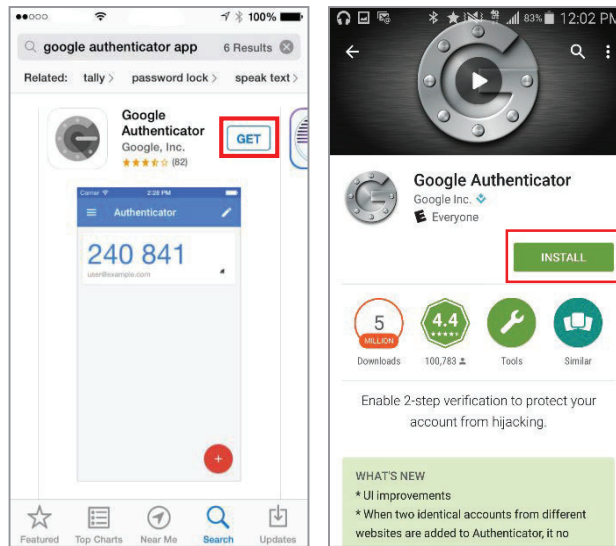 100%
google authenticator app 6 Results
Related: tally > password lock > speak text >
Google
Authenticator
Google, Inc.
(82)
GET
Carrier 2:28 PM
Authenticator
240 841
user@example.com
+
Featured Top Charts Near Me Search Updates
83% 12:02 PM
Google Authenticator
Google Inc.
E Everyone
INSTALL
5
MILLION
4.4
Downloads 100,783 Tools Similar
Enable 2-step verification to protect your
account from hijacking.
WHAT'S NEW
* UI improvements
* When two identical accounts from different
websites are added to Authenticator, it no